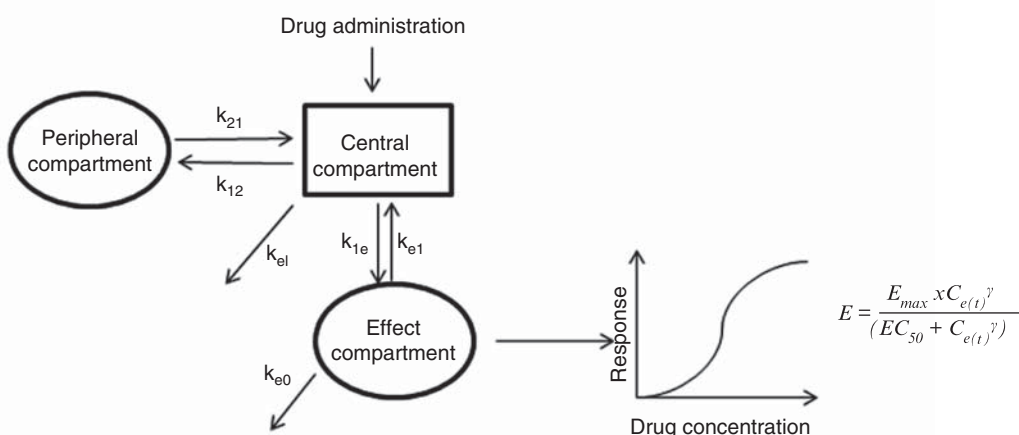 Drug administration
Peripheral
compartment
k21
k12
Central
compartment
kel
k1e
ke1
Effect
compartment
ke0
Response
Drug concentration
E = Emax xCe(t)^γ / (EC50 + Ce(t)^γ)